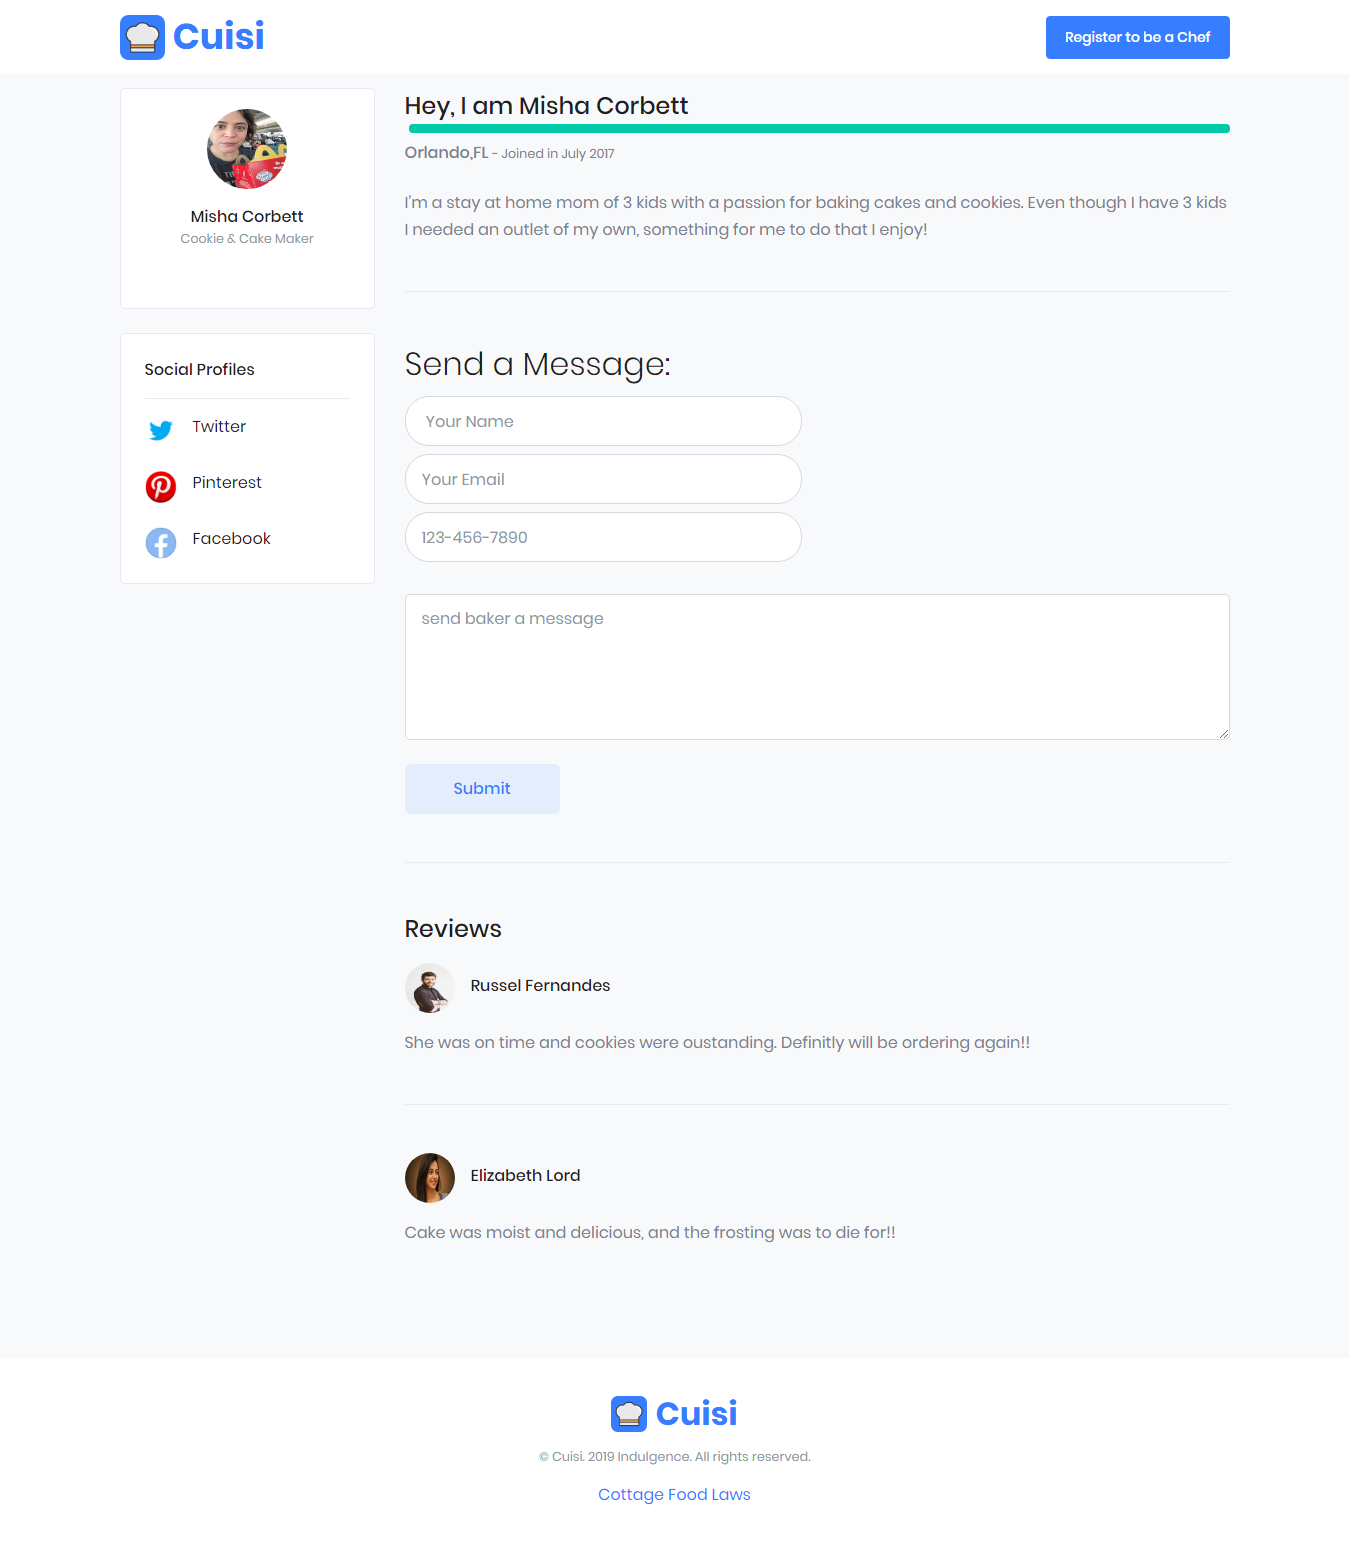 Cuisi
Register to be a Chef
Misha Corbett
Cookie & Cake Maker
Social Profiles
Twitter
Pinterest
Facebook
Hey, I am Misha Corbett
Orlando,FL - Joined in July 2017
I'm a stay at home mom of 3 kids with a passion for baking cakes and cookies. Even though I have 3 kids
I needed an outlet of my own, something for me to do that I enjoy!
Send a Message:
Your Name
Your Email
123-456-7890
send baker a message
Submit
Reviews
Russel Fernandes
She was on time and cookies were oustanding. Definitly will be ordering again!!
Elizabeth Lord
Cake was moist and delicious, and the frosting was to die for!!
Cuisi
© Cuisi. 2019 Indulgence. All rights reserved.
Cottage Food Laws